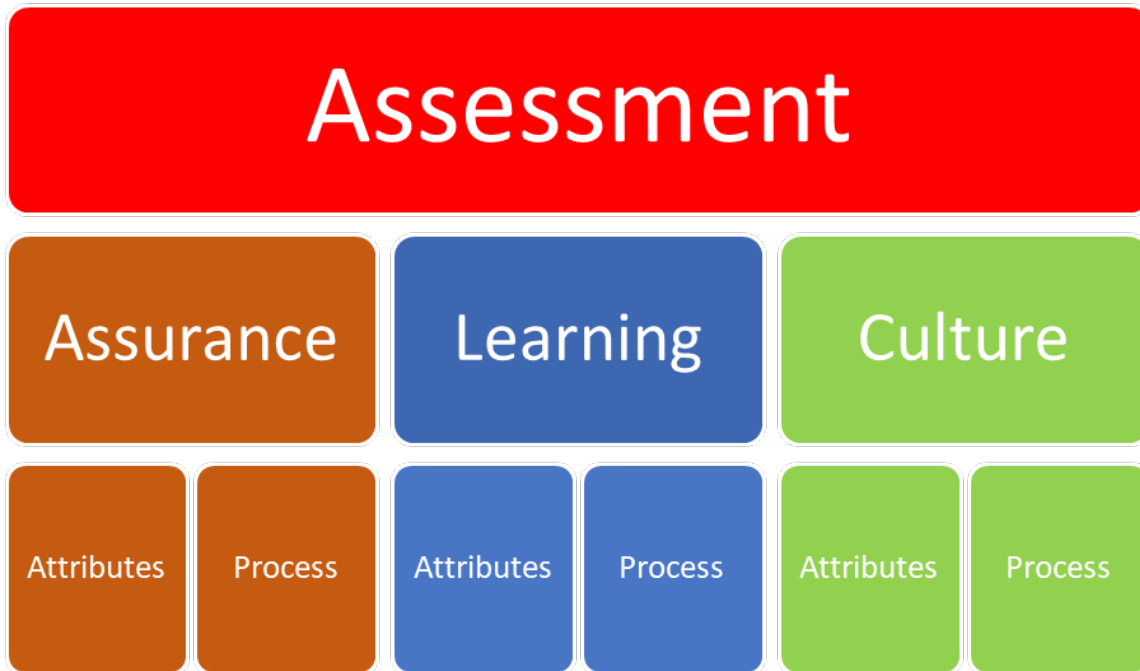 Assessment
Assurance
Learning
Culture
Attributes
Process
Attributes
Process
Attributes
Process